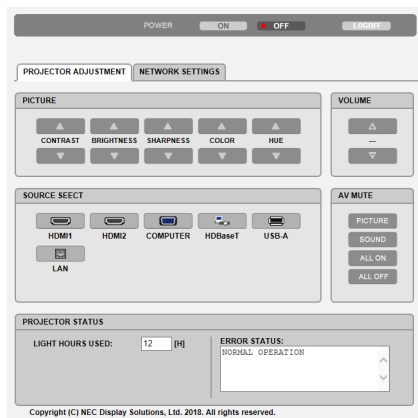 POWER ON OFF LOGOFF
PROJECTOR ADJUSTMENT NETWORK SETTINGS
PICTURE VOLUME
CONTRAST BRIGHTNESS SHARPNESS COLOR HUE ---
SOURCE SEECT AV MUTE
PICTURE
HDMI1 HDMI2 COMPUTER HDBaseT USB-A
SOUND
LAN
ALL ON
ALL OFF
PROJECTOR STATUS
LIGHT HOURS USED: 12 [H] ERROR STATUS:
NORMAL OPERATION
Copyright (C) NEC Display Solutions, Ltd. 2018. All rights reserved.